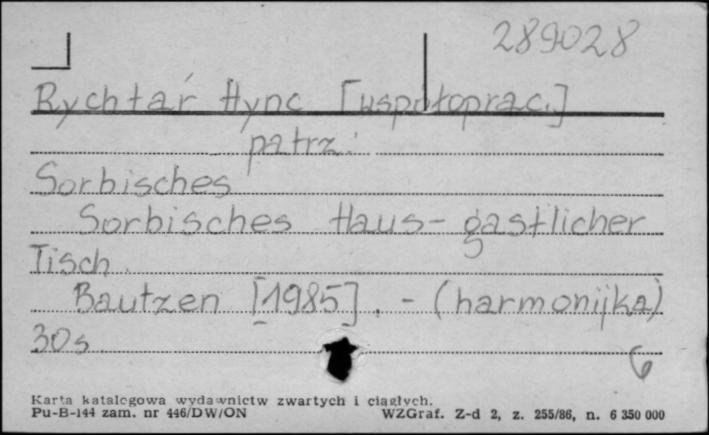 289028
Rychtař Hync [współoprac.]
patrz:
Sorbisches
Sorbisches Haus - gastlicher
Tisch.
Bautzen [1985]. - (harmonijka)
30s
6
Karta katalogowa wydawnictw zwartych i ciągłych.
Pu-B-144 zam. nr 446/DW/ON WZGraf. Z-d 2, z. 255/86, n. 6 350 000